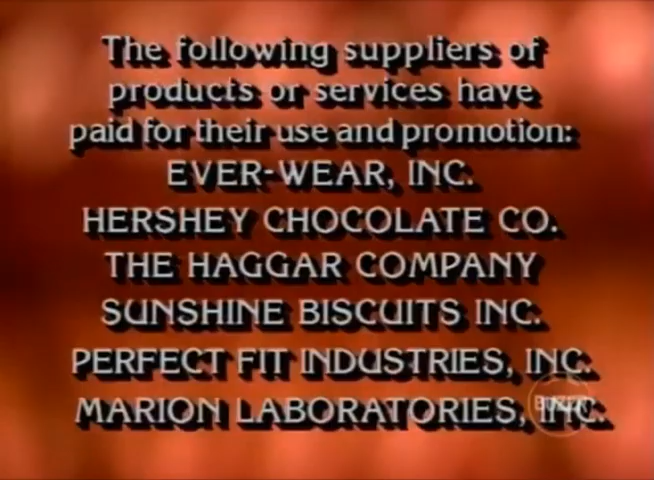 The following suppliers of
products or services have
paid for their use and promotion:
EVER-WEAR, INC.
HERSHEY CHOCOLATE CO.
THE HAGGAR COMPANY
SUNSHINE BISCUITS INC.
PERFECT FIT INDUSTRIES, INC.
MARION LABORATORIES, INC.
BUZZR